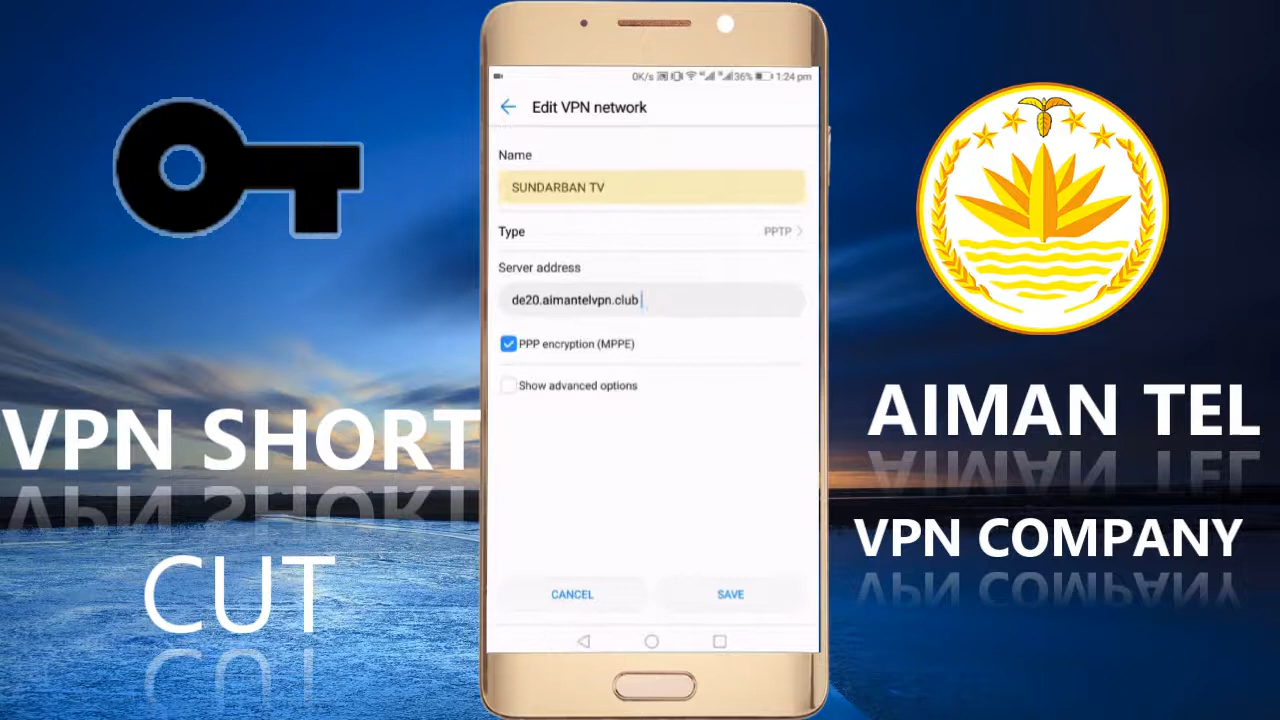 0K/s 36% 1:24 pm
Edit VPN network
Name
SUNDARBAN TV
Type PPTP
Server address
de20.aimantelvpn.club
PPP encryption (MPPE)
Show advanced options
CANCEL SAVE
VPN SHORT
CUT
AIMAN TEL
VPN COMPANY